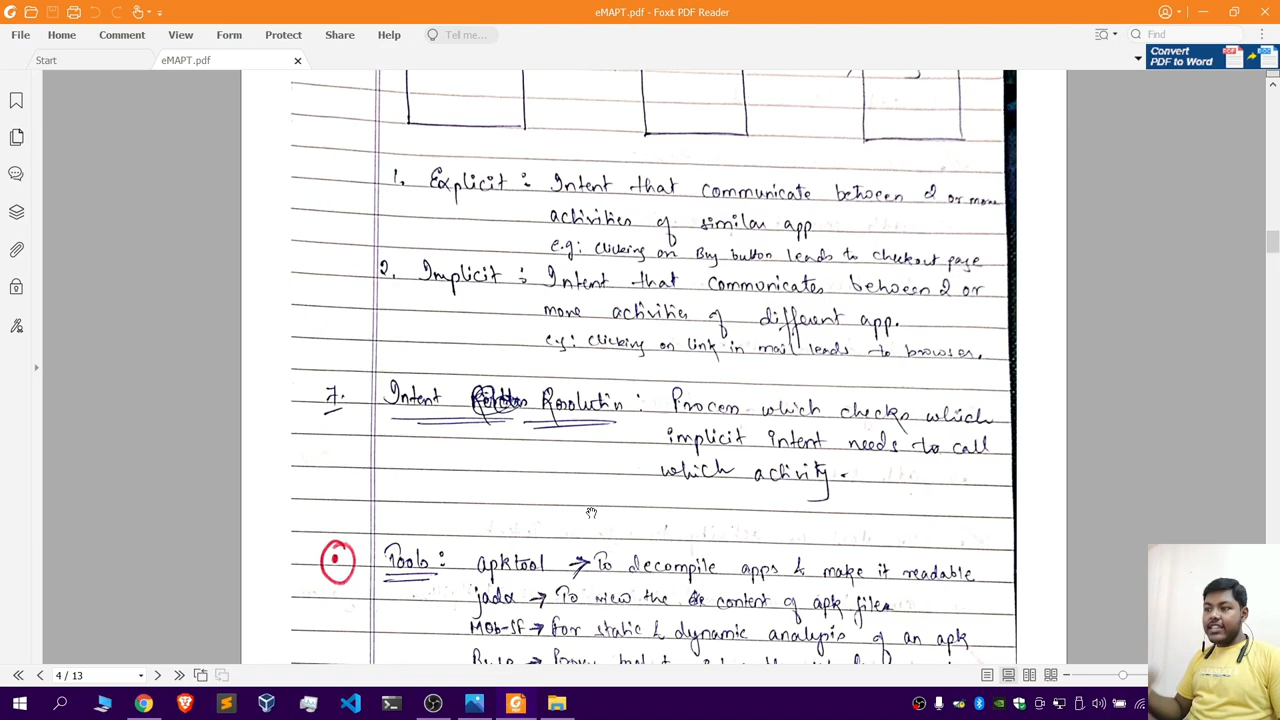 eMAPT.pdf - Foxit PDF Reader
File Home Comment View Form Protect Share Help Tell me... Find
Start eMAPT.pdf
Convert PDF to Word
1. Explicit : Intent that communicate between 2 or more
activities of similar app
e.g: clicking on Buy button leads to checkout page
2. Implicit : Intent that communicates between 2 or
more activities of different app.
e.g: clicking on link in mail leads to browser.
7. Intent Resolution : Process which checks which
implicit intent needs to call
which activity.
Tools : apktool → To decompile apps & make it readable
jadx → To view the content of apk files
MOb-SF → for static & dynamic analysis of an apk
4 / 13